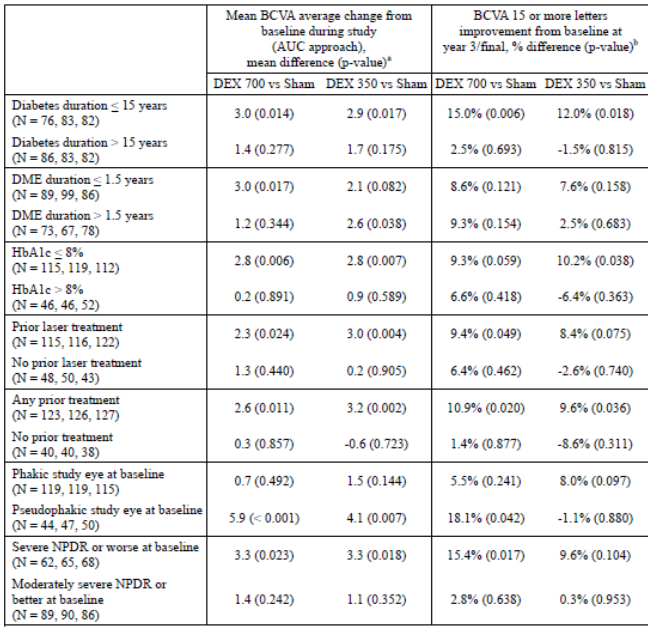 Mean BCVA average change from
baseline during study
(AUC approach),
mean difference (p-value)ᵃ
BCVA 15 or more letters
improvement from baseline at
year 3/final, % difference (p-value)ᵇ
DEX 700 vs Sham DEX 350 vs Sham DEX 700 vs Sham DEX 350 vs Sham
Diabetes duration ≤ 15 years
(N = 76, 83, 82)
3.0 (0.014) 2.9 (0.017) 15.0% (0.006) 12.0% (0.018)
Diabetes duration > 15 years
(N = 86, 83, 82)
1.4 (0.277) 1.7 (0.175) 2.5% (0.693) -1.5% (0.815)
DME duration ≤ 1.5 years
(N = 89, 99, 86)
3.0 (0.017) 2.1 (0.082) 8.6% (0.121) 7.6% (0.158)
DME duration > 1.5 years
(N = 73, 67, 78)
1.2 (0.344) 2.6 (0.038) 9.3% (0.154) 2.5% (0.683)
HbA1c ≤ 8%
(N = 115, 119, 112)
2.8 (0.006) 2.8 (0.007) 9.3% (0.059) 10.2% (0.038)
HbA1c > 8%
(N = 46, 46, 52)
0.2 (0.891) 0.9 (0.589) 6.6% (0.418) -6.4% (0.363)
Prior laser treatment
(N = 115, 116, 122)
2.3 (0.024) 3.0 (0.004) 9.4% (0.049) 8.4% (0.075)
No prior laser treatment
(N = 48, 50, 43)
1.3 (0.440) 0.2 (0.905) 6.4% (0.462) -2.6% (0.740)
Any prior treatment
(N = 123, 126, 127)
2.6 (0.011) 3.2 (0.002) 10.9% (0.020) 9.6% (0.036)
No prior treatment
(N = 40, 40, 38)
0.3 (0.857) -0.6 (0.723) 1.4% (0.877) -8.6% (0.311)
Phakic study eye at baseline
(N = 119, 119, 115)
0.7 (0.492) 1.5 (0.144) 5.5% (0.241) 8.0% (0.097)
Pseudophakic study eye at baseline
(N = 44, 47, 50)
5.9 (< 0.001) 4.1 (0.007) 18.1% (0.042) -1.1% (0.880)
Severe NPDR or worse at baseline
(N = 62, 65, 68)
3.3 (0.023) 3.3 (0.018) 15.4% (0.017) 9.6% (0.104)
Moderately severe NPDR or
better at baseline
(N = 89, 90, 86)
1.4 (0.242) 1.1 (0.352) 2.8% (0.638) 0.3% (0.953)